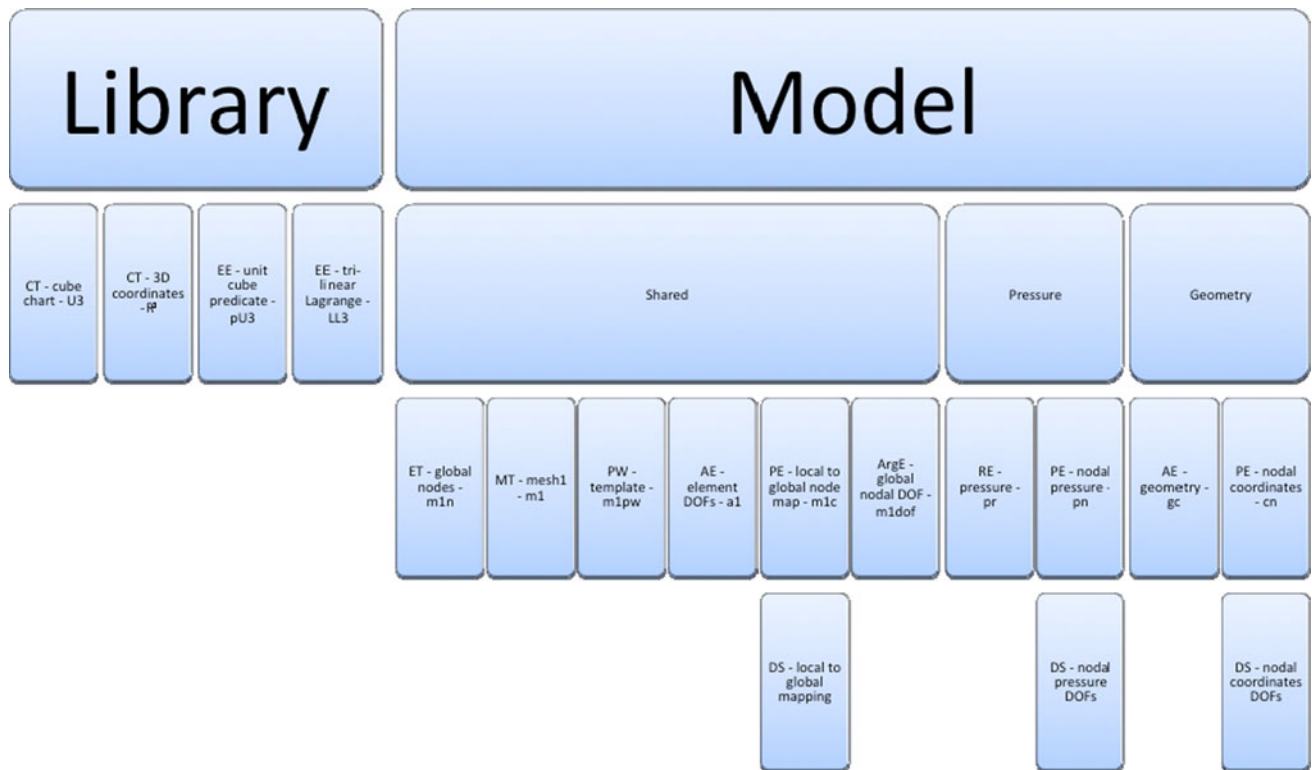 Library
Model
CT - cube
chart - U3
CT - 3D
coordinates
EE - unit
cube
predicate -
pU3
EE - tri-
linear
Lagrange -
LL3
Shared
Pressure
Geometry
ET - global
nodes -
m1n
MT - mesh1
- m1
PW -
template -
m1pw
AE -
element
DOFs - a1
PE - local to
global node
map - m1c
ArgE -
global
nodal DOF -
m1dof
RE -
pressure -
pr
PE - nodal
pressure -
pn
AE -
geometry -
gc
PE - nodal
coordinates
- cn
DS - local to
global
mapping
DS - nodal
pressure
DOFs
DS - nodal
coordinates
DOFs